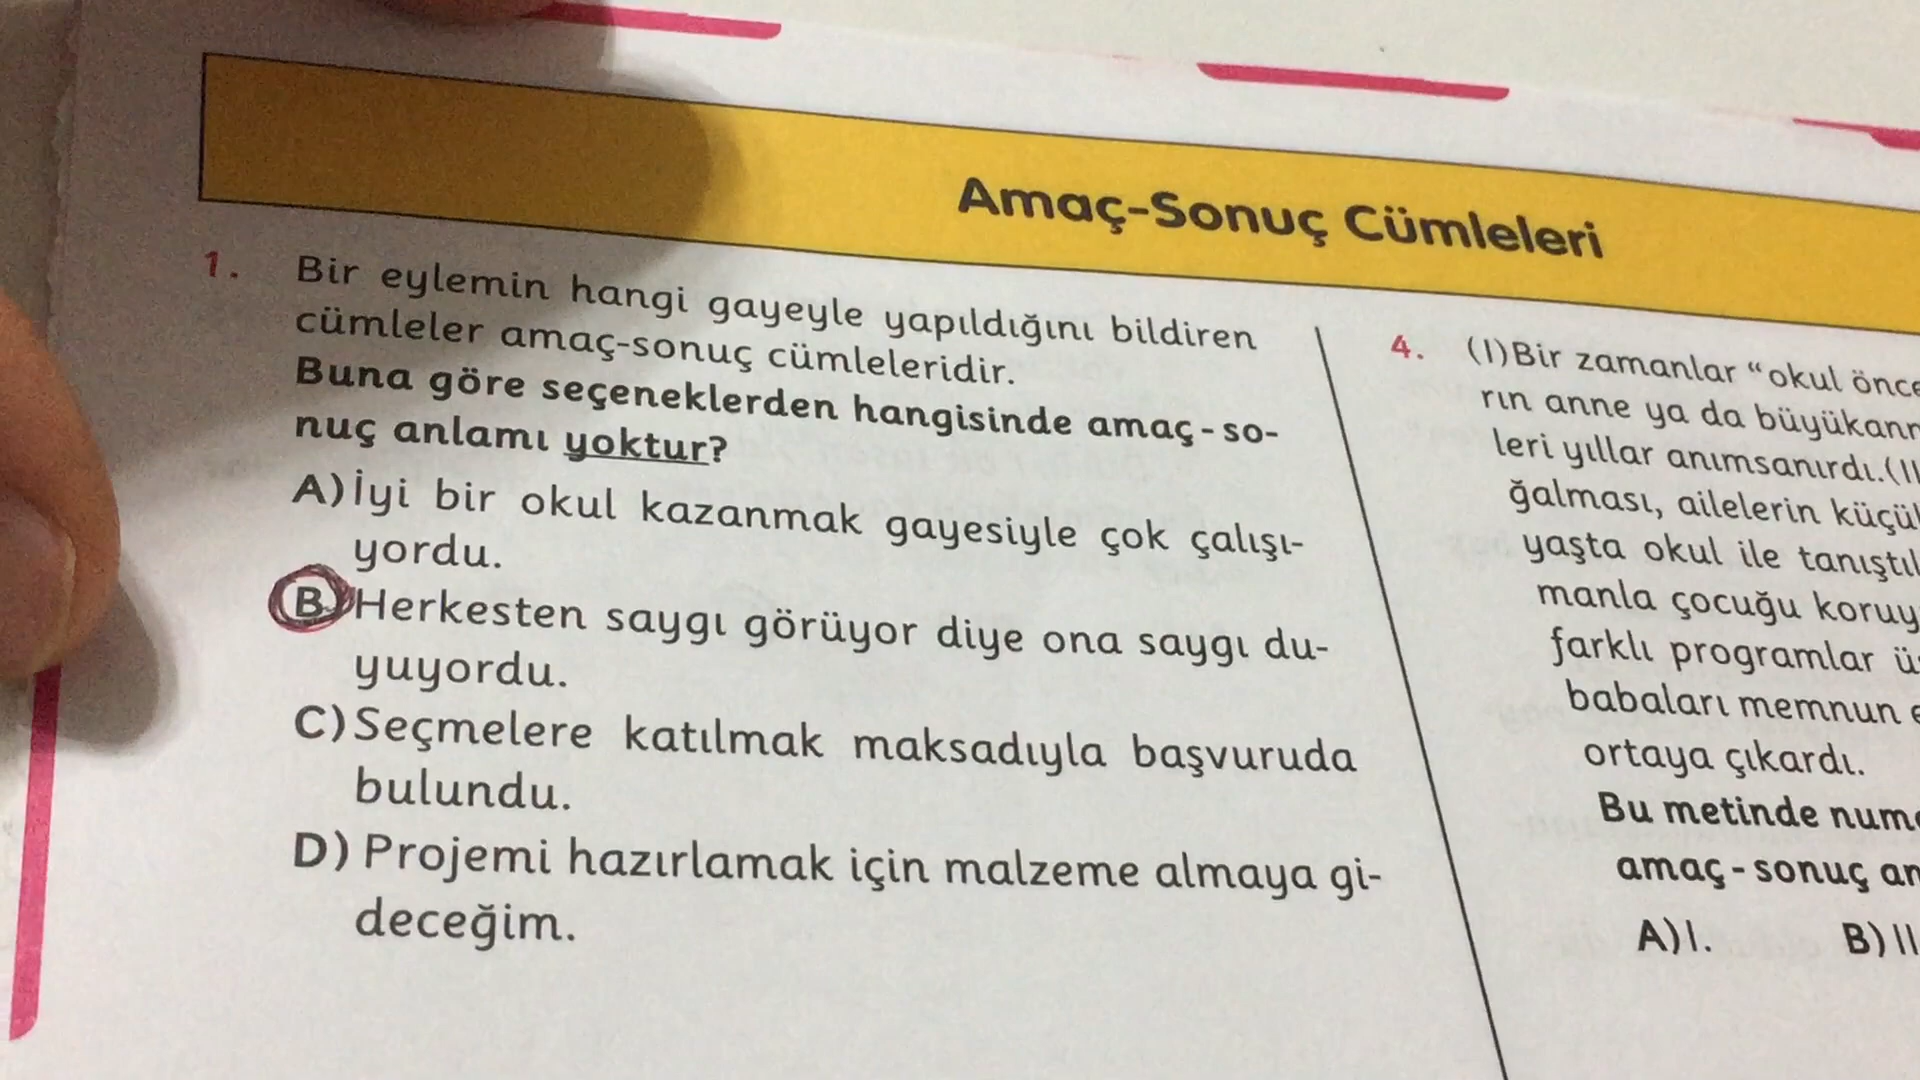 Amaç-Sonuç Cümleleri
1. Bir eylemin hangi gayeyle yapıldığını bildiren
cümleler amaç-sonuç cümleleridir.
Buna göre seçeneklerden hangisinde amaç-so-
nuç anlamı yoktur?
A) İyi bir okul kazanmak gayesiyle çok çalışı-
yordu.
B) Herkesten saygı görüyor diye ona saygı du-
yuyordu.
C) Seçmelere katılmak maksadıyla başvuruda
bulundu.
D) Projemi hazırlamak için malzeme almaya gi-
deceğim.
4. (I)Bir zamanlar “okul
rın anne ya da
leri yıllar anımsanırdı.
ğalması, ailelerin
yaşta okul ile
manla çocuğu
farklı programlar
babaları memnun
ortaya çıkardı.
Bu metinde
amaç-sonuç
A) I. B)